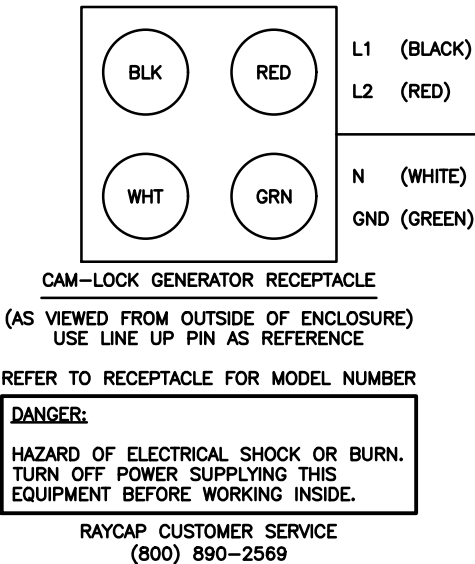 BLK RED
WHT GRN
L1 (BLACK)
L2 (RED)
N (WHITE)
GND (GREEN)
CAM-LOCK GENERATOR RECEPTACLE
(AS VIEWED FROM OUTSIDE OF ENCLOSURE)
USE LINE UP PIN AS REFERENCE
REFER TO RECEPTACLE FOR MODEL NUMBER
DANGER:
HAZARD OF ELECTRICAL SHOCK OR BURN.
TURN OFF POWER SUPPLYING THIS
EQUIPMENT BEFORE WORKING INSIDE.
RAYCAP CUSTOMER SERVICE
(800) 890-2569